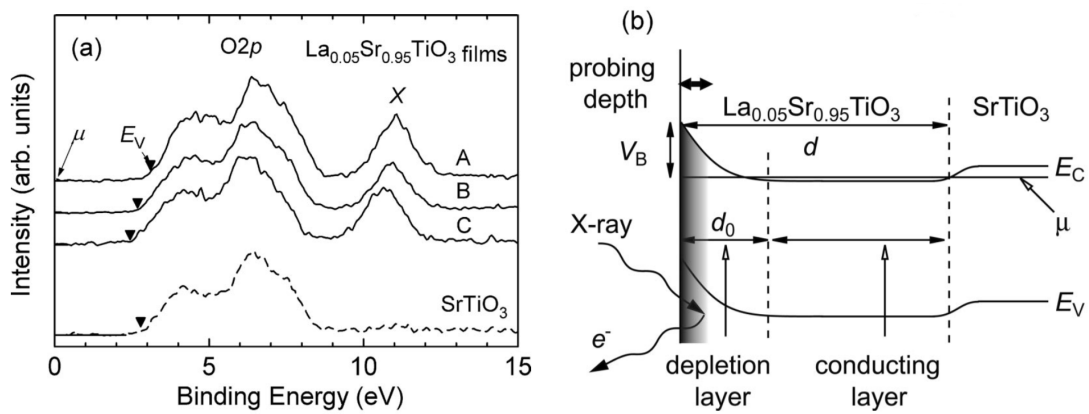 (a)
O2p
La0.05Sr0.95TiO3 films
X
μ
EV
A
B
C
SrTiO3
Intensity (arb. units)
0 5 10 15
Binding Energy (eV)
(b)
probing
depth
La0.05Sr0.95TiO3
SrTiO3
VB
d
EC
μ
X-ray
d0
EV
e-
depletion
layer
conducting
layer